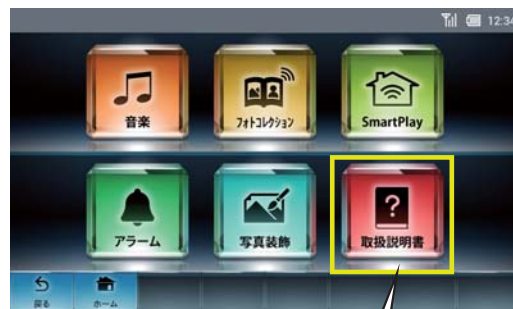 12:34
音楽
フォトコレクション
SmartPlay
アラーム
写真装飾
?
取扱説明書
戻る
ホーム